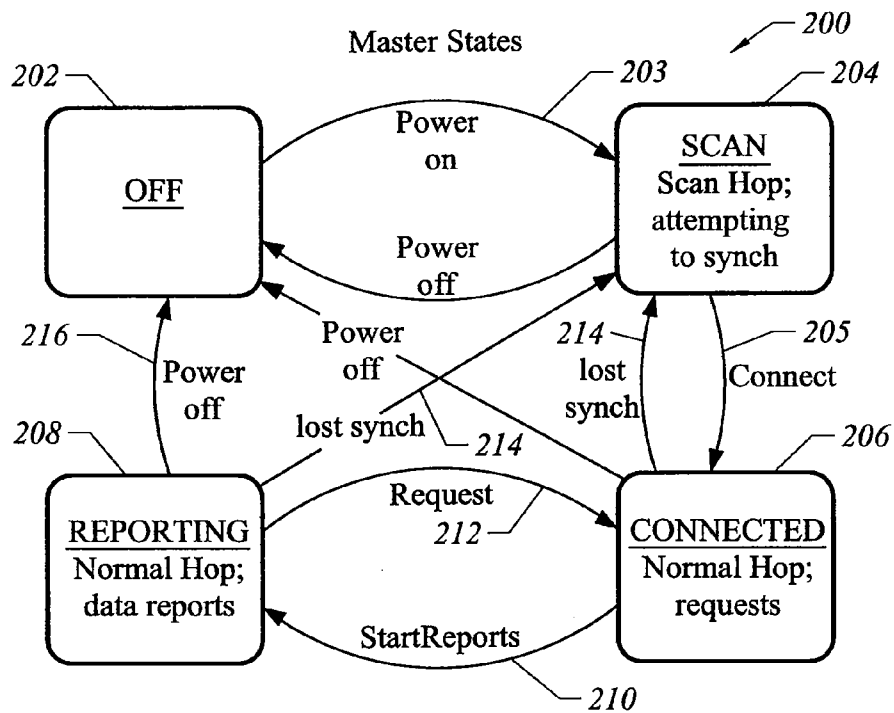 Master States
200
202
203
204
OFF
Power
on
SCAN
Scan Hop;
attempting
to synch
Power
off
216
Power
off
Power
off
214
lost
synch
205
Connect
208
lost synch
214
206
REPORTING
Normal Hop;
data reports
Request
212
CONNECTED
Normal Hop;
requests
StartReports
210